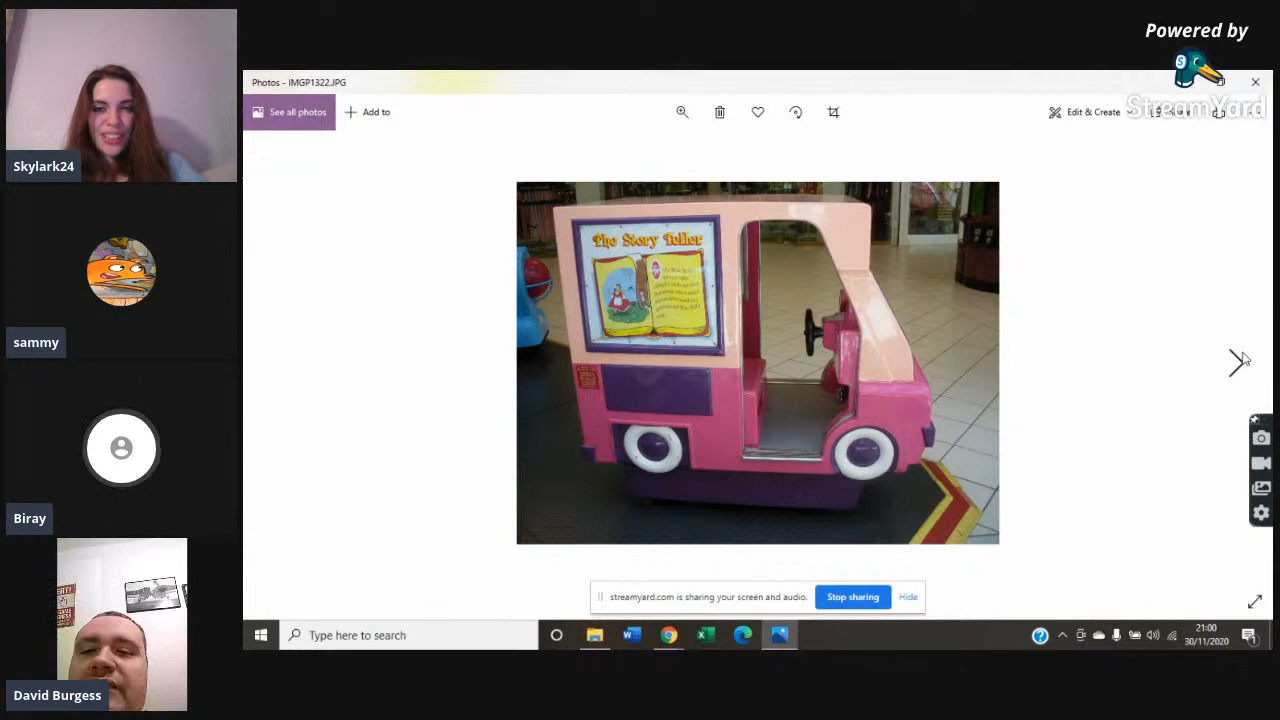 Powered by
StreamYard
Photos - IMGP1322.JPG
See all photos
Add to
Edit & Create
Skylark24
sammy
Biray
David Burgess
The Story Teller
streamyard.com is sharing your screen and audio.
Stop sharing
Hide
Type here to search
21:00
30/11/2020